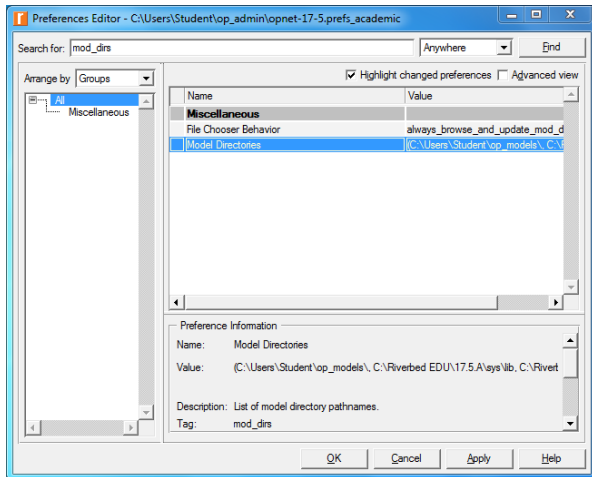 Preferences Editor - C:\Users\Student\op_admin\opnet-17-5.prefs_academic
Search for: mod_dirs Anywhere Find
Arrange by Groups
Highlight changed preferences Advanced view
All
Miscellaneous
Name Value
Miscellaneous
File Chooser Behavior always_browse_and_update_mod_d
Model Directories (C:\Users\Student\op_models\, C:\
Preference Information
Name: Model Directories
Value: (C:\Users\Student\op_models\, C:\Riverbed EDU\17.5.A\sys\lib, C:\Rivert
Description: List of model directory pathnames.
Tag: mod_dirs
OK Cancel Apply Help